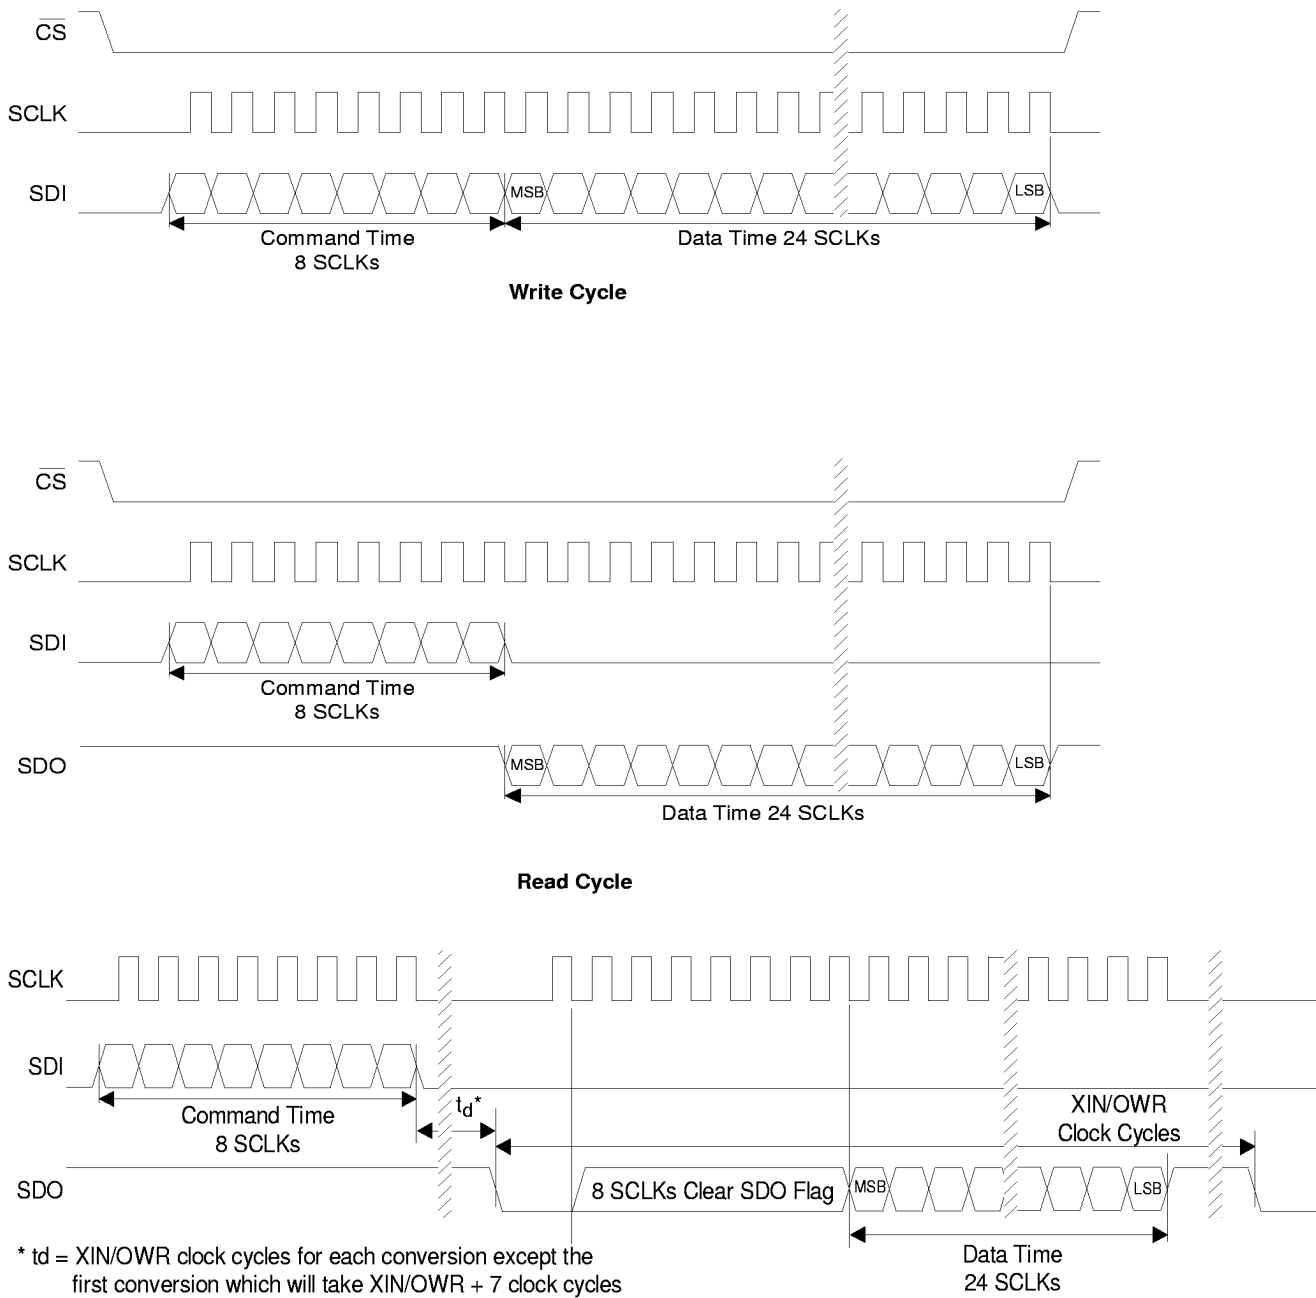 CS
SCLK
SDI
MSB
LSB
Command Time
8 SCLKs
Data Time 24 SCLKs
Write Cycle
CS
SCLK
SDI
Command Time
8 SCLKs
SDO
MSB
LSB
Data Time 24 SCLKs
Read Cycle
SCLK
SDI
Command Time
8 SCLKs
td*
XIN/OWR
Clock Cycles
SDO
8 SCLKs Clear SDO Flag
MSB
LSB
Data Time
24 SCLKs
* td = XIN/OWR clock cycles for each conversion except the
first conversion which will take XIN/OWR + 7 clock cycles